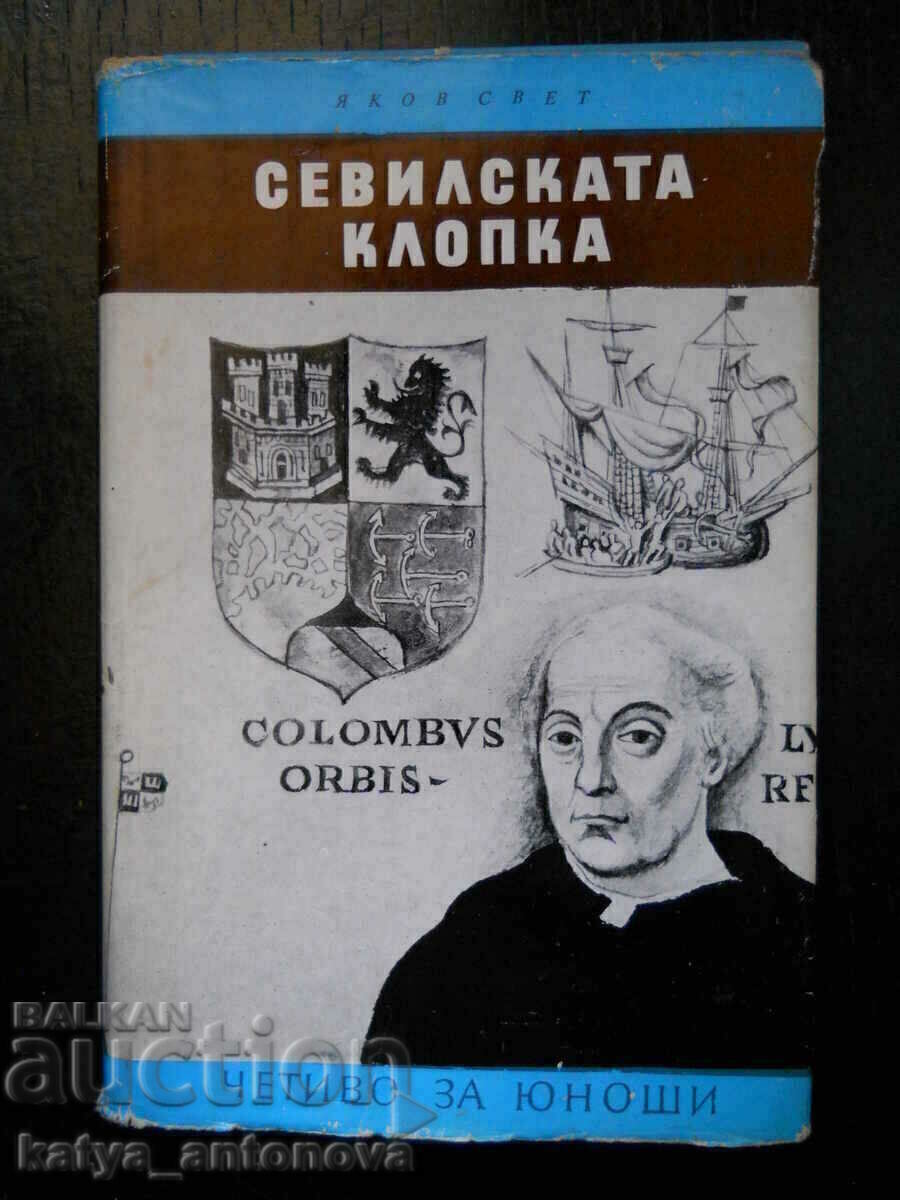 ЯКОВ СВЕТ
СЕВИЛСКАТА
КЛОПКА
COLOMBVS
ORBIS-
ЧЕТИВО ЗА ЮНОШИ
BALKAN
auction
katya_antonova